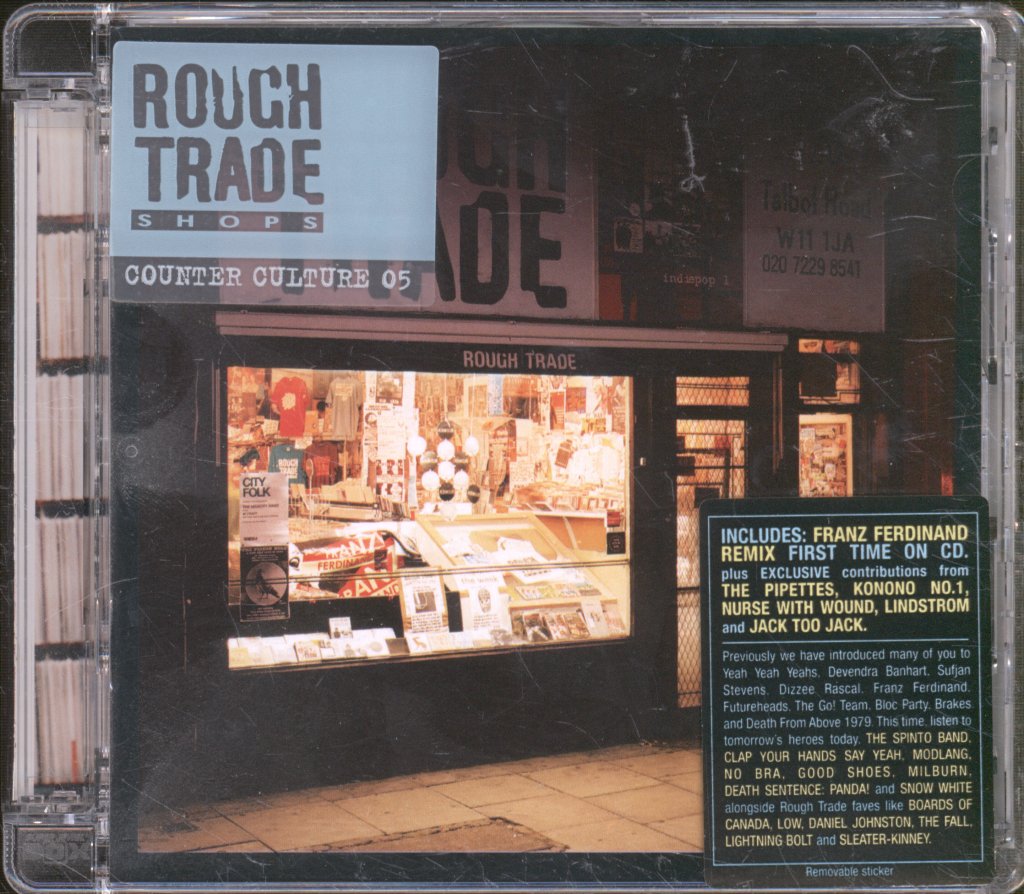 ROUGH
TRADE
SHOPS
COUNTER CULTURE 05
TRADE
Talbot Road
W11 1JA
020 7229 8541
indiepop 1
ROUGH TRADE
ROUGH
TRADE
CITY
FOLK
FRANZ
FERDINAND
INCLUDES: FRANZ FERDINAND
REMIX FIRST TIME ON CD.
plus EXCLUSIVE contributions from
THE PIPETTES, KONONO NO.1,
NURSE WITH WOUND, LINDSTROM
and JACK TOO JACK.
Previously we have introduced many of you to
Yeah Yeah Yeahs, Devendra Banhart, Sufjan
Stevens, Dizzee Rascal, Franz Ferdinand,
Futureheads, The Go! Team, Bloc Party, Brakes
and Death From Above 1979. This time, listen to
tomorrow's heroes today. THE SPINTO BAND,
CLAP YOUR HANDS SAY YEAH, MODLANG,
NO BRA, GOOD SHOES, MILBURN,
DEATH SENTENCE: PANDA! and SNOW WHITE
alongside Rough Trade faves like BOARDS OF
CANADA, LOW, DANIEL JOHNSTON, THE FALL,
LIGHTNING BOLT and SLEATER-KINNEY.
Removable sticker